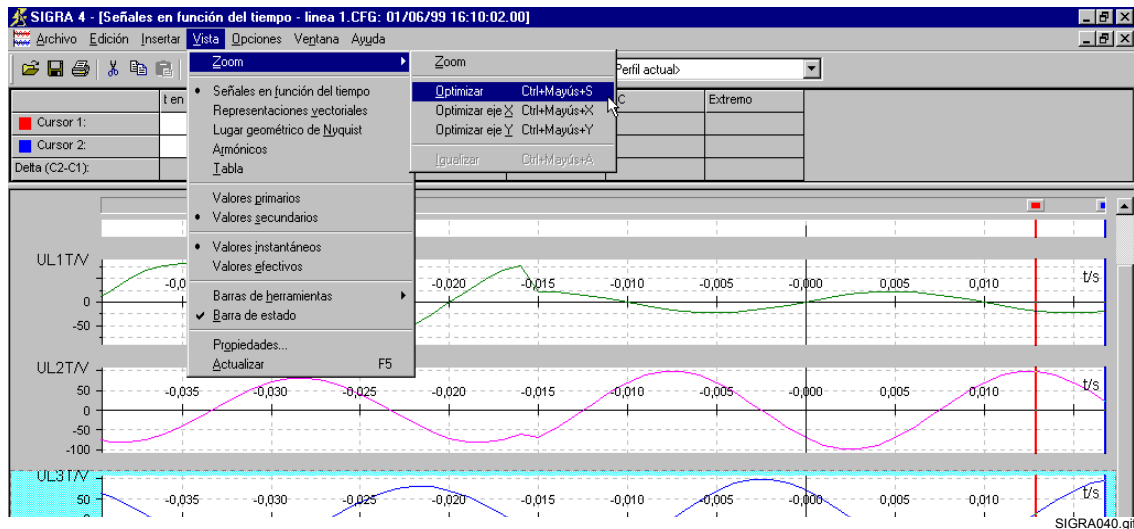 SIGRA 4 - [Señales en función del tiempo - linea 1.CFG: 01/06/99 16:10:02.00]
Archivo Edición Insertar Vista Opciones Ventana Ayuda
Zoom
Zoom
Perfil actual>
Optimizar Ctrl+Mayús+S
Optimizar eje X Ctrl+Mayús+X
Optimizar eje Y Ctrl+Mayús+Y
Igualizar Ctrl+Mayús+A
Señales en función del tiempo
Representaciones vectoriales
Lugar geométrico de Nyquist
Armónicos
Tabla
Valores primarios
Valores secundarios
Valores instantáneos
Valores efectivos
Barras de herramientas
Barra de estado
Propiedades...
Actualizar F5
t en C Extremo
Cursor 1:
Cursor 2:
Delta (C2-C1):
UL1T/V
-0,0 -0,020 -0,015 -0,010 -0,005 -0,000 0,005 0,010 t/s
0
-50
UL2T/V
50 -0,035 -0,030 -0,025 -0,020 -0,015 -0,010 -0,005 -0,000 0,005 0,010 t/s
0
-50
-100
UL3T/V
50 -0,035 -0,030 -0,025 -0,020 -0,015 -0,010 -0,005 -0,000 0,005 0,010 t/s
SIGRA040.gi